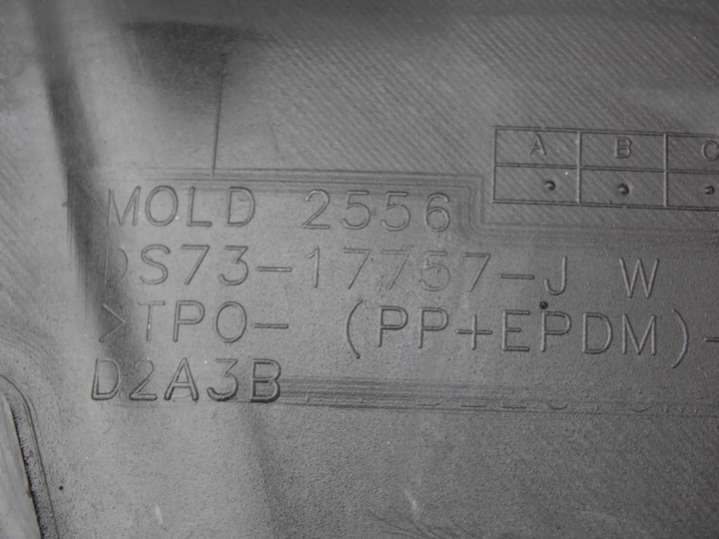 A B C
MOLD 2556
DS73-17757-J W
>TPO- (PP+EPDM)-
D2A3B